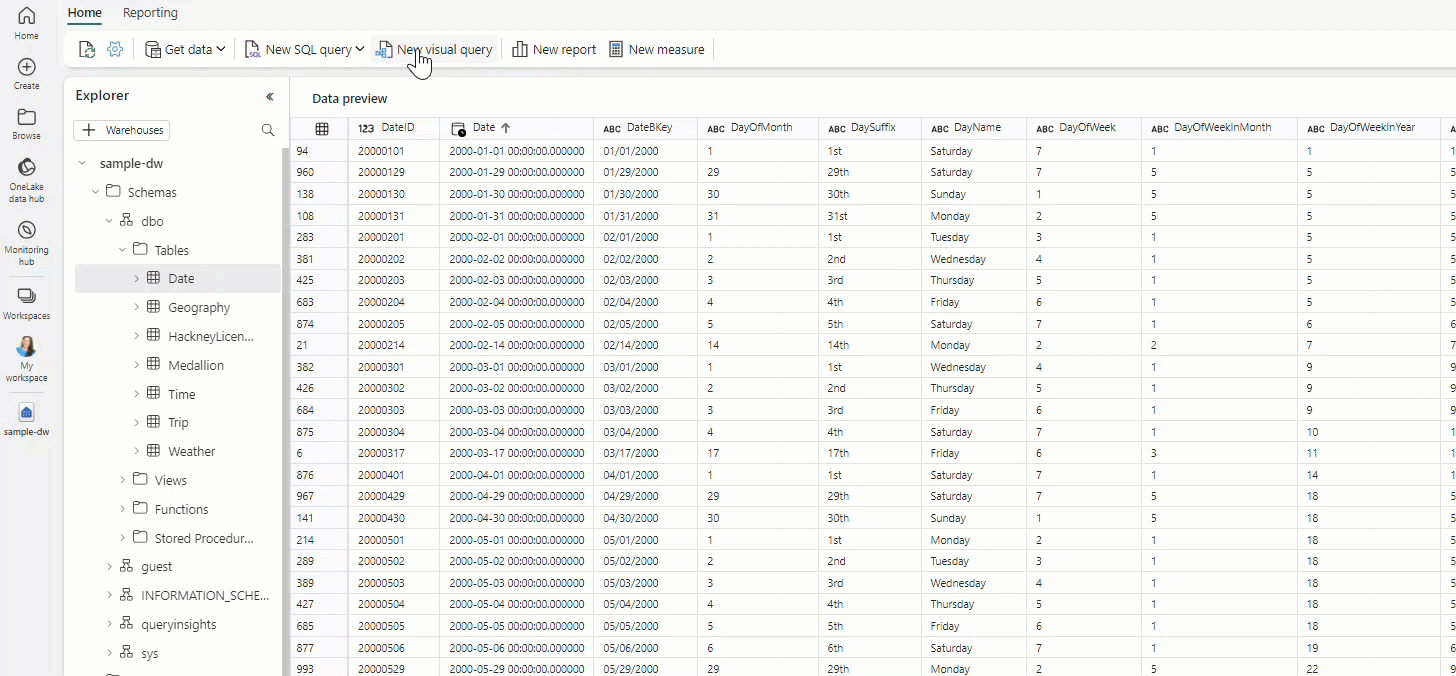 Home Reporting
Get data New SQL query New visual query New report New measure
Home
Create
Browse
OneLake
data hub
Monitoring
hub
Workspaces
My
workspace
sample-dw
Explorer
Warehouses
sample-dw
Schemas
dbo
Tables
Date
Geography
HackneyLicen...
Medallion
Time
Trip
Weather
Views
Functions
Stored Procedur...
guest
INFORMATION_SCHE...
queryinsights
sys
Data preview
123 DateID Date ABC DateBKey ABC DayOfMonth ABC DaySuffix ABC DayName ABC DayOfWeek ABC DayOfWeekInMonth ABC DayOfWeekInYear
94 20000101 2000-01-01 00:00:00.000000 01/01/2000 1 1st Saturday 7 1 1
960 20000129 2000-01-29 00:00:00.000000 01/29/2000 29 29th Saturday 7 5 5
138 20000130 2000-01-30 00:00:00.000000 01/30/2000 30 30th Sunday 1 5 5
108 20000131 2000-01-31 00:00:00.000000 01/31/2000 31 31st Monday 2 5 5
283 20000201 2000-02-01 00:00:00.000000 02/01/2000 1 1st Tuesday 3 1 5
381 20000202 2000-02-02 00:00:00.000000 02/02/2000 2 2nd Wednesday 4 1 5
425 20000203 2000-02-03 00:00:00.000000 02/03/2000 3 3rd Thursday 5 1 5
683 20000204 2000-02-04 00:00:00.000000 02/04/2000 4 4th Friday 6 1 5
874 20000205 2000-02-05 00:00:00.000000 02/05/2000 5 5th Saturday 7 1 6
21 20000214 2000-02-14 00:00:00.000000 02/14/2000 14 14th Monday 2 2 7
382 20000301 2000-03-01 00:00:00.000000 03/01/2000 1 1st Wednesday 4 1 9
426 20000302 2000-03-02 00:00:00.000000 03/02/2000 2 2nd Thursday 5 1 9
684 20000303 2000-03-03 00:00:00.000000 03/03/2000 3 3rd Friday 6 1 9
875 20000304 2000-03-04 00:00:00.000000 03/04/2000 4 4th Saturday 7 1 10
6 20000317 2000-03-17 00:00:00.000000 03/17/2000 17 17th Friday 6 3 11
876 20000401 2000-04-01 00:00:00.000000 04/01/2000 1 1st Saturday 7 1 14
967 20000429 2000-04-29 00:00:00.000000 04/29/2000 29 29th Saturday 7 5 18
141 20000430 2000-04-30 00:00:00.000000 04/30/2000 30 30th Sunday 1 5 18
214 20000501 2000-05-01 00:00:00.000000 05/01/2000 1 1st Monday 2 1 18
289 20000502 2000-05-02 00:00:00.000000 05/02/2000 2 2nd Tuesday 3 1 18
389 20000503 2000-05-03 00:00:00.000000 05/03/2000 3 3rd Wednesday 4 1 18
427 20000504 2000-05-04 00:00:00.000000 05/04/2000 4 4th Thursday 5 1 18
685 20000505 2000-05-05 00:00:00.000000 05/05/2000 5 5th Friday 6 1 18
877 20000506 2000-05-06 00:00:00.000000 05/06/2000 6 6th Saturday 7 1 19
993 20000529 2000-05-29 00:00:00.000000 05/29/2000 29 29th Monday 2 5 22